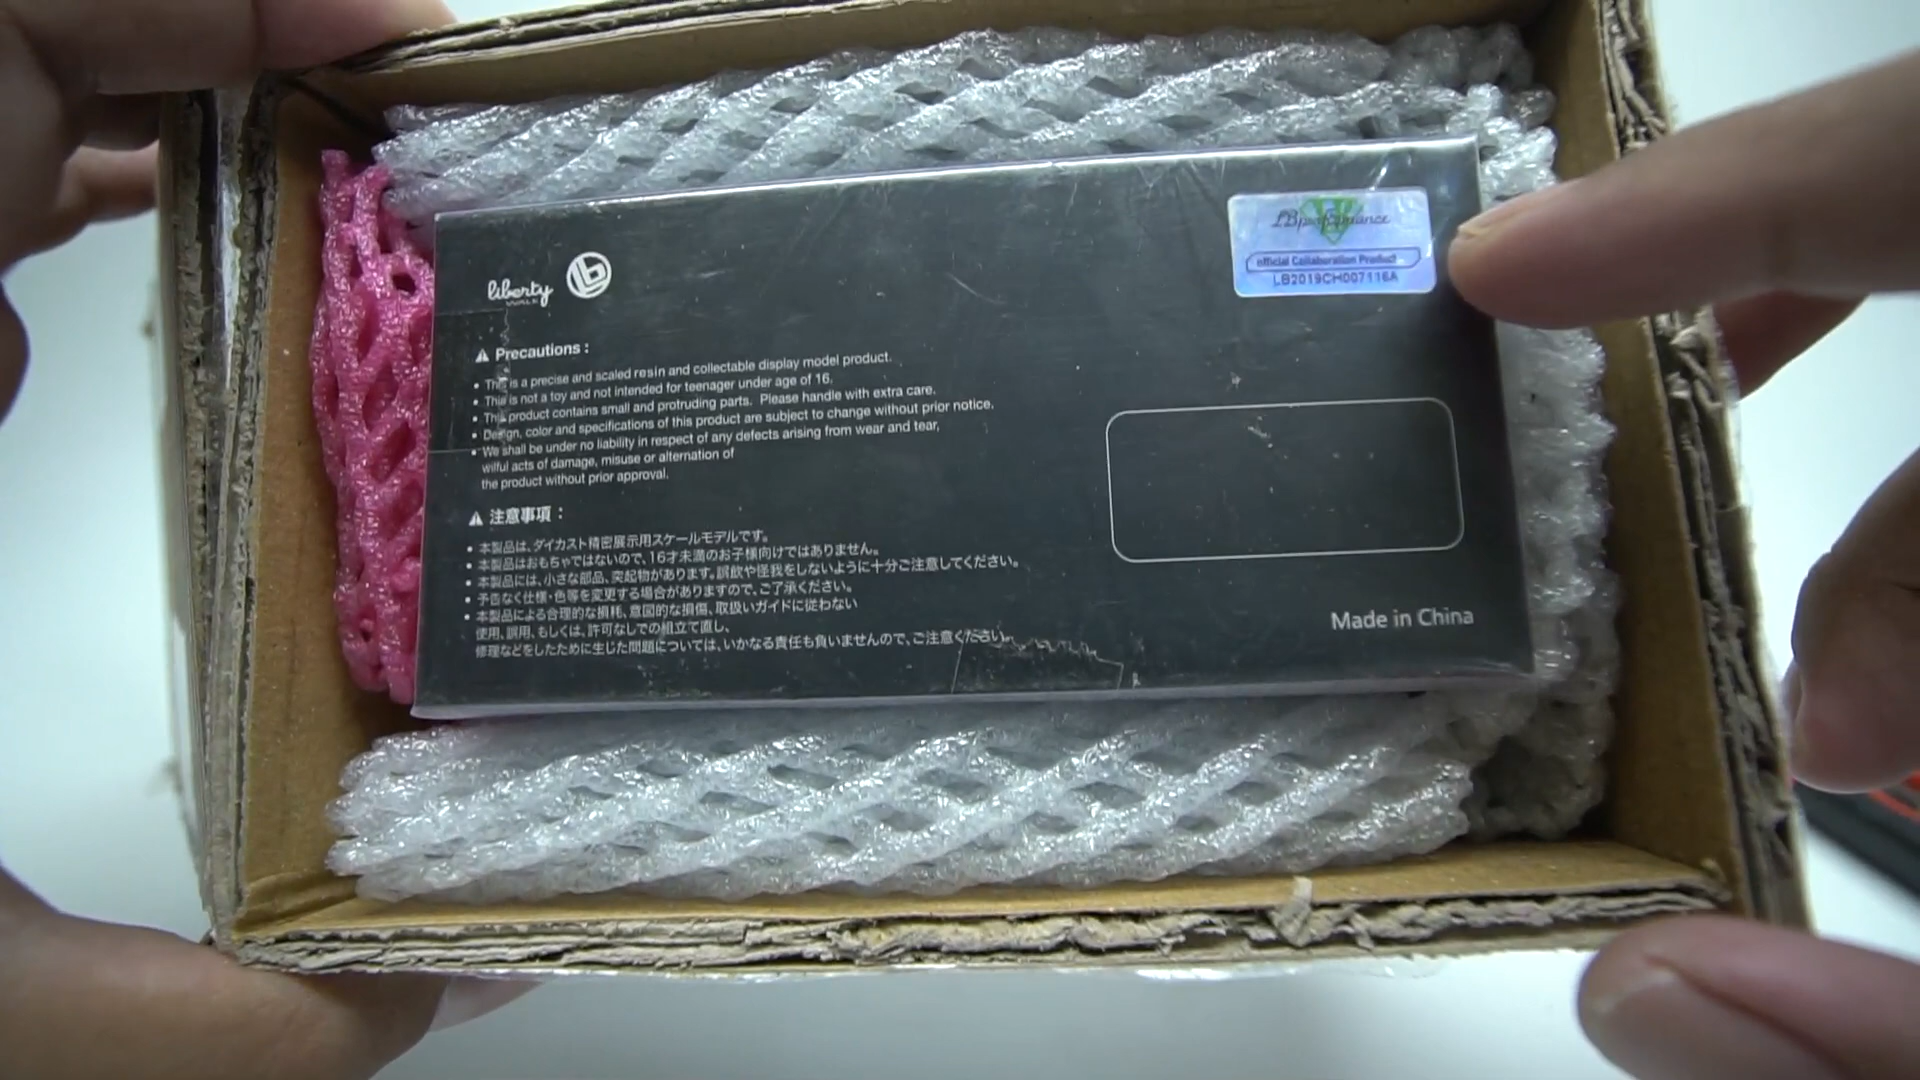 liberty
WALK
LB performance
official Collaboration Product
LB2019CH007116A
Precautions :
• This is a precise and scaled resin and collectable display model product.
• This is not a toy and not intended for teenager under age of 16.
• This product contains small and protruding parts. Please handle with extra care.
• Design, color and specifications of this product are subject to change without prior notice.
• We shall be under no liability in respect of any defects arising from wear and tear,
wilful acts of damage, misuse or alternation of
the product without prior approval.
注意事項 :
• 本製品は、ダイカスト精密展示用スケールモデルです。
• 本製品はおもちゃではないので、16才未満のお子様向けではありません。
• 本製品には、小さな部品、突起物があります。誤飲や怪我をしないように十分ご注意してください。
• 予告なく仕様・色等を変更する場合がありますので、ご了承ください。
• 本製品による合理的な損耗、意図的な損傷、取扱いガイドに従わない
使用、誤用、もしくは、許可なしでの組立て直し、
修理などをしたために生じた問題については、いかなる責任も負いませんので、ご注意ください。
Made in China